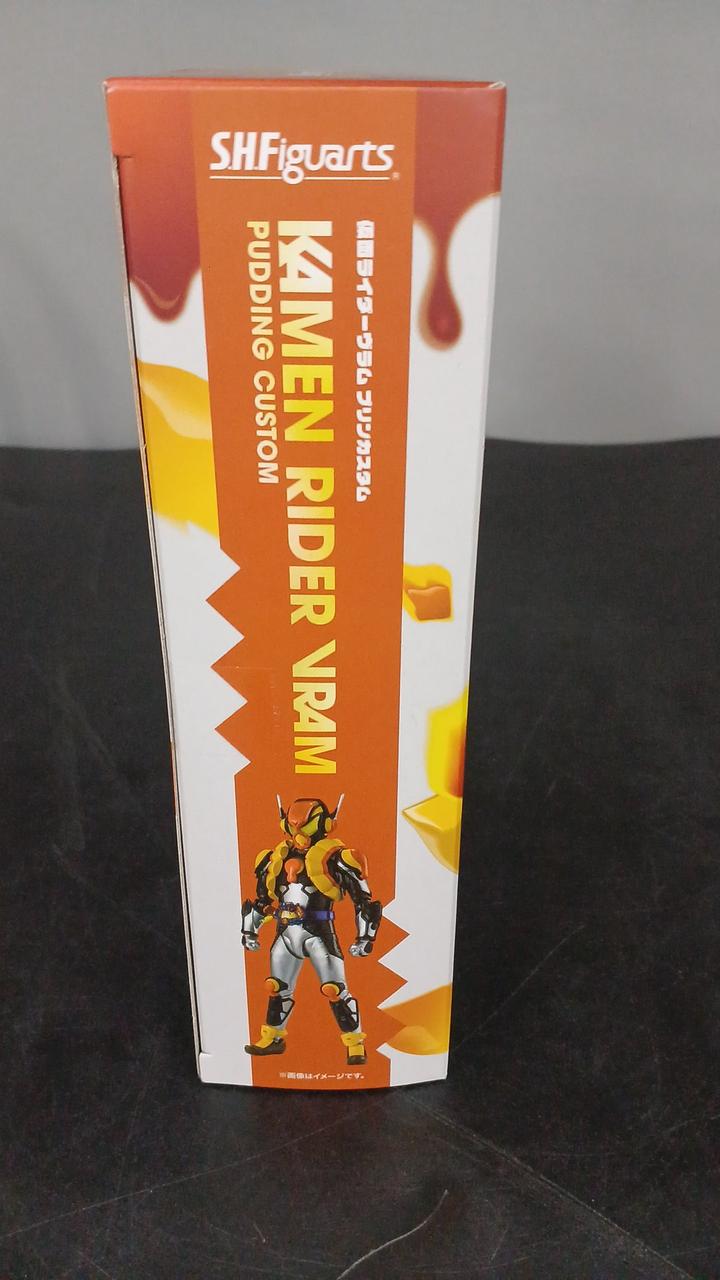 S.H.Figuarts
仮面ライダーヴラム プリンカスタム
KAMEN RIDER VRAM
PUDDING CUSTOM
※画像はイメージです。